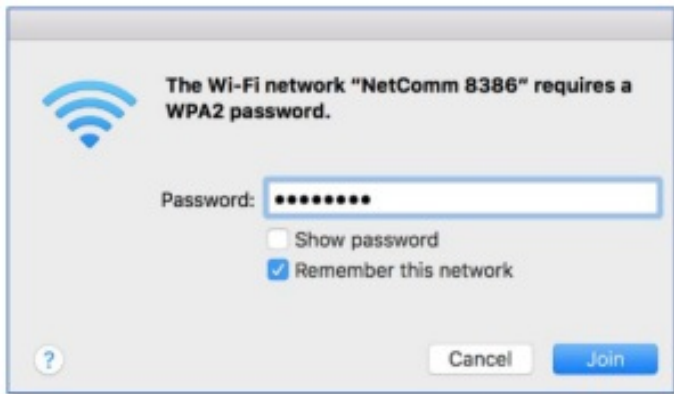 The Wi-Fi network “NetComm 8386” requires a
WPA2 password.
Password: ••••••••
Show password
Remember this network
?
Cancel
Join